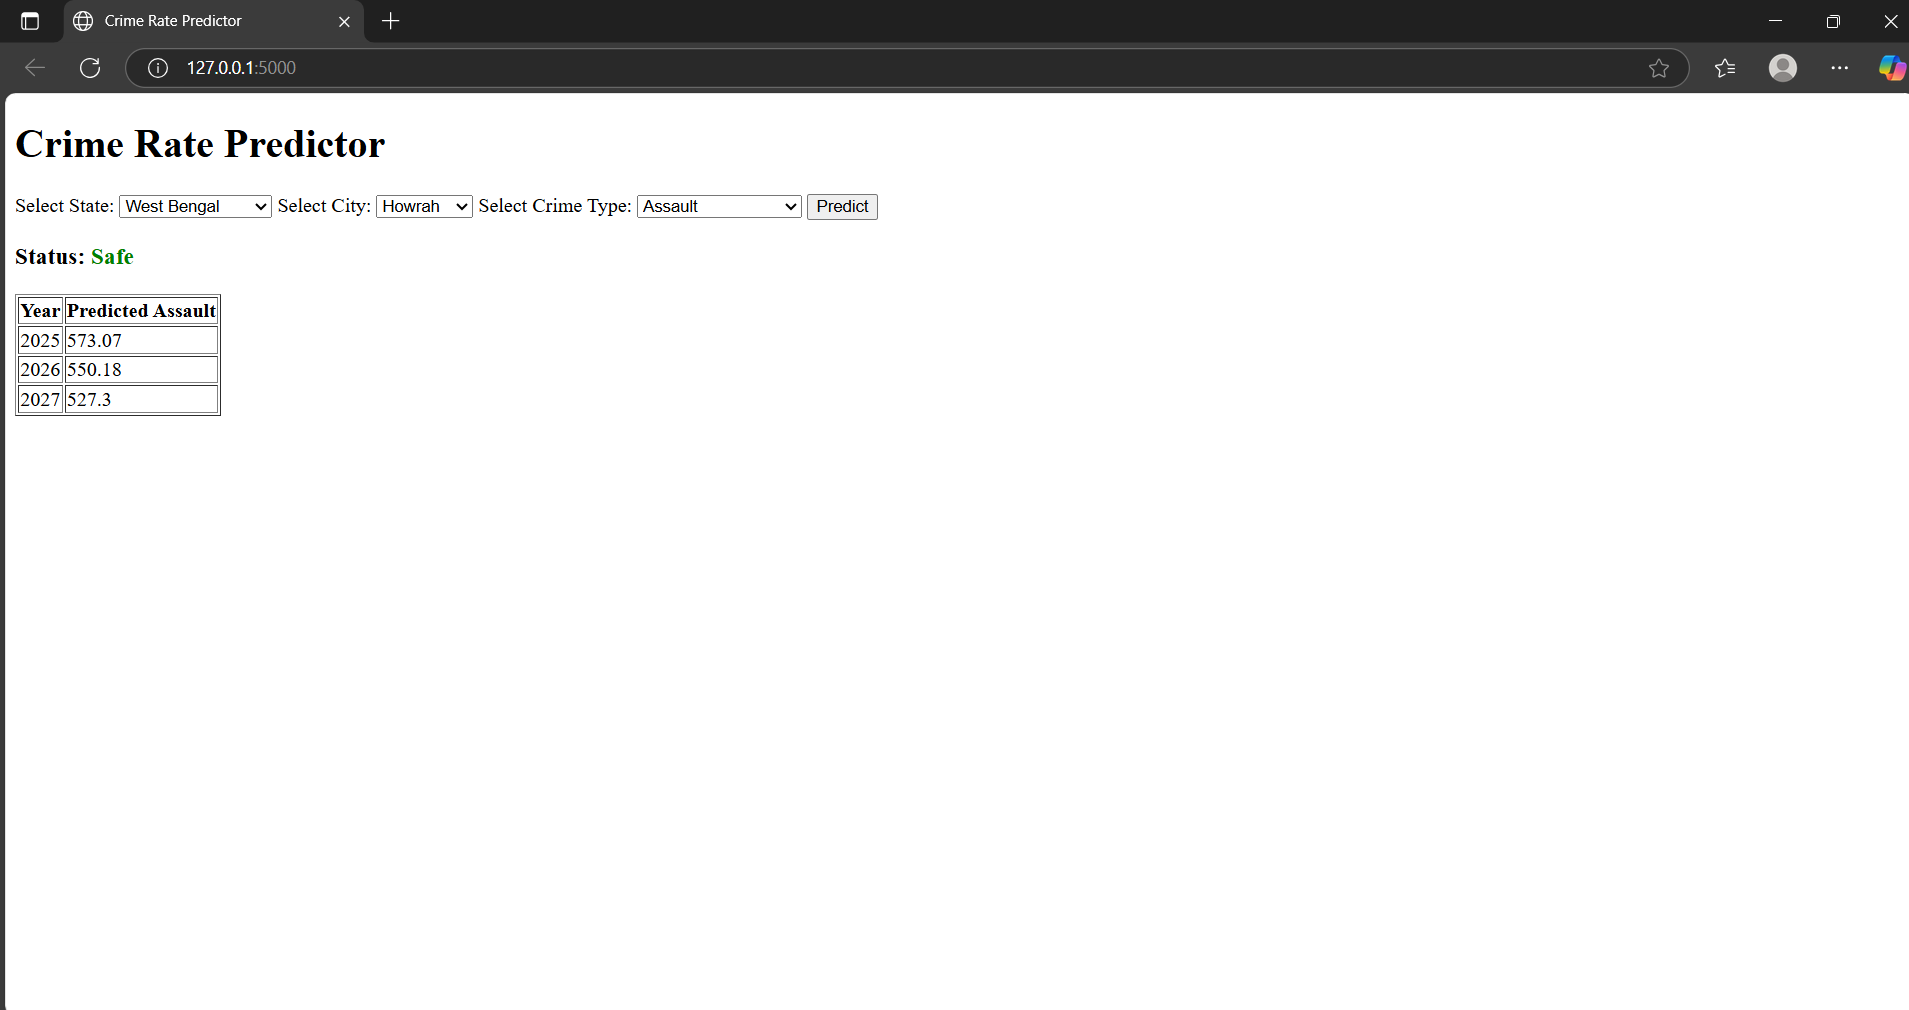 Crime Rate Predictor
127.0.0.1:5000
Crime Rate Predictor
Select State: West Bengal Select City: Howrah Select Crime Type: Assault Predict
Status: Safe
Year Predicted Assault
2025 573.07
2026 550.18
2027 527.3